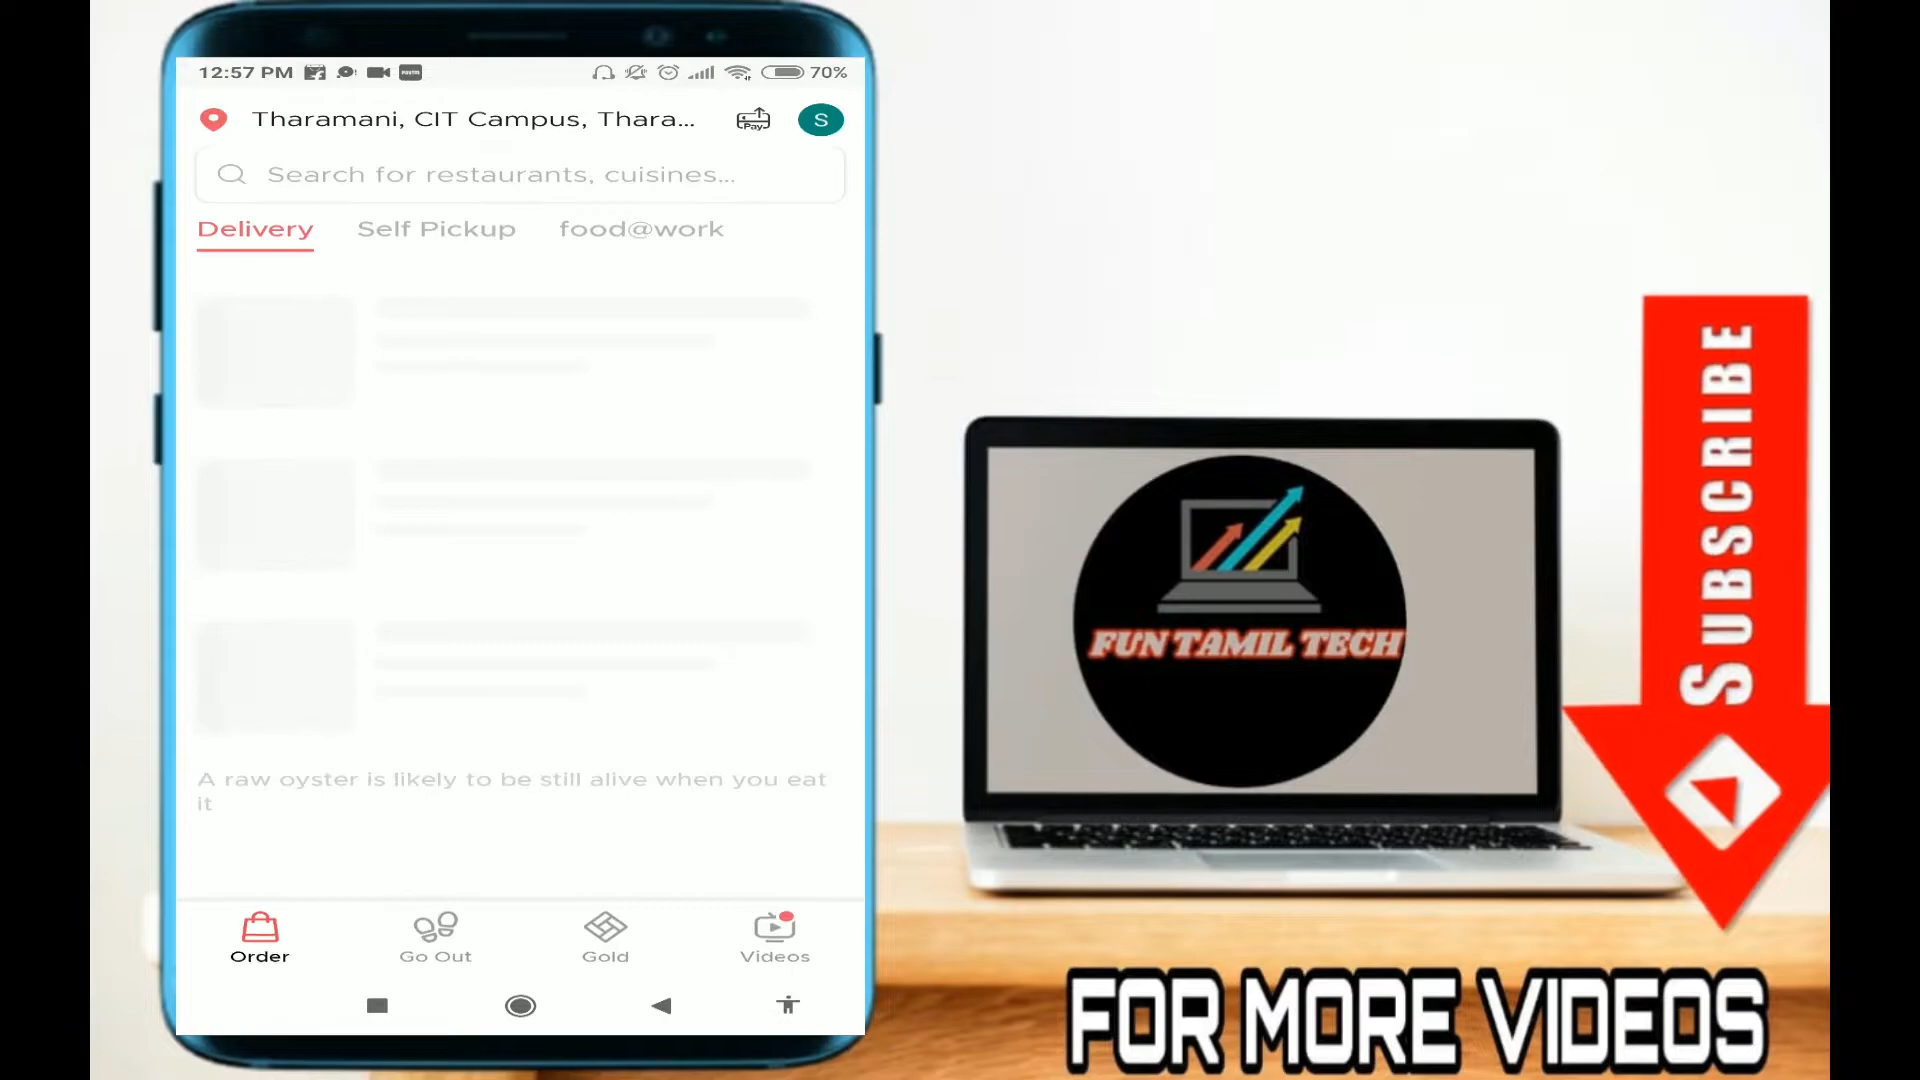 12:57 PM
70%
Tharamani, CIT Campus, Thara...
Pay
S
Search for restaurants, cuisines...
Delivery
Self Pickup
food@work
A raw oyster is likely to be still alive when you eat
it
Order
Go Out
Gold
Videos
FUN TAMIL TECH
SUBSCRIBE
FOR MORE VIDEOS